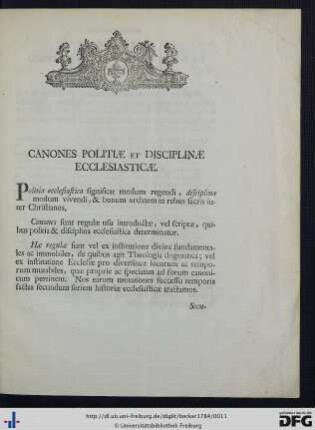 CANONES POLITIÆ ET DISCIPLINÆ
ECCLESIASTICÆ.
Politia ecclesiastica significat modum regendi, disciplina
modum vivendi, & bonum ordinem in rebus sacris in-
ter Christianos.
Canones sunt regulæ usu introductæ, vel scriptæ, qui-
bus politia & disciplina ecclesiastica determinatur.
Hæ regulæ sunt vel ex institutione divina fundamenta-
les ac immobiles, de quibus agit Theologia dogmatica; vel
ex institutione Ecclesiæ pro diversitate locorum ac tempo-
rum mutabiles, quæ proprie ac speciatim ad forum canoni-
cum pertinent. Nos earum mutationes successu temporis
factas secundum seriem historiæ ecclesiasticæ tractamus.
Secu-
http://dl.ub.uni-freiburg.de/diglit/becker1784/0011
© Universitätsbibliothek Freiburg
DFG